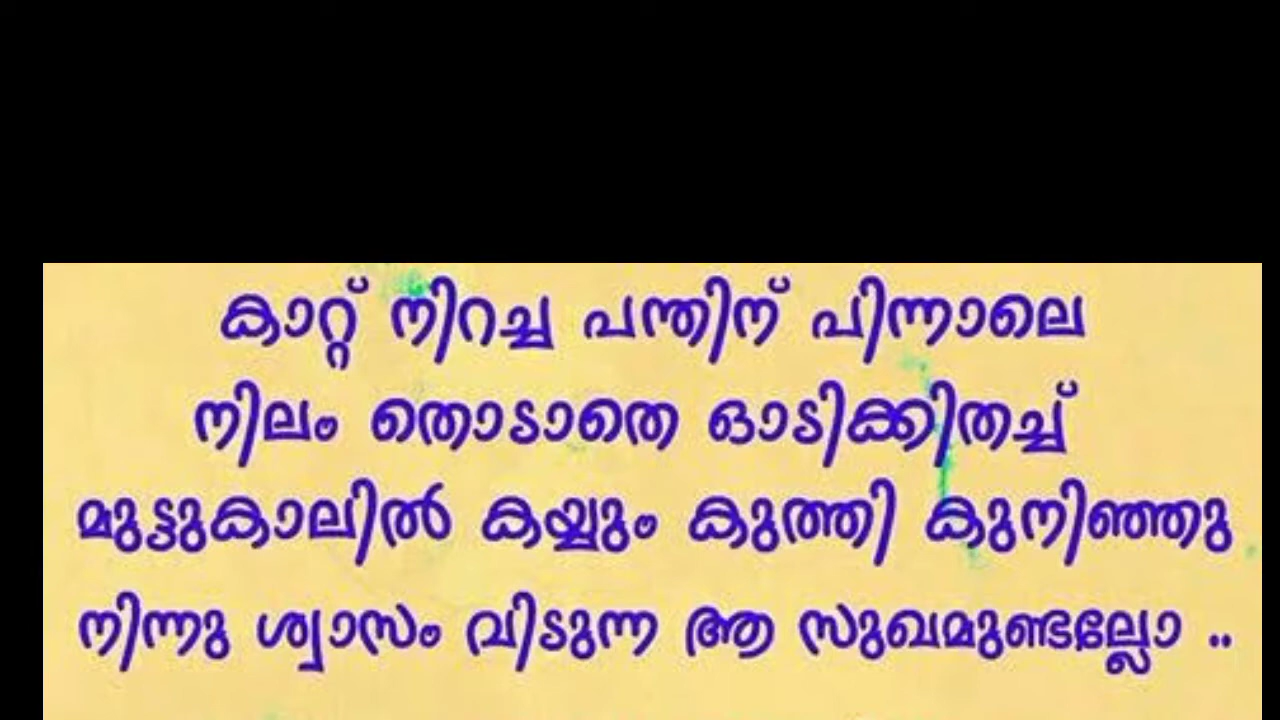 കാറ്റ് നിറച്ച പന്തിന് പിന്നാലെ
നിലം തൊടാതെ ഓടിക്കിതച്ച്
മുട്ടുകാലിൽ കയ്യും കുത്തി കുനിഞ്ഞു
നിന്നു ശ്വാസം വിടുന്ന ആ സുഖമുണ്ടല്ലോ ..